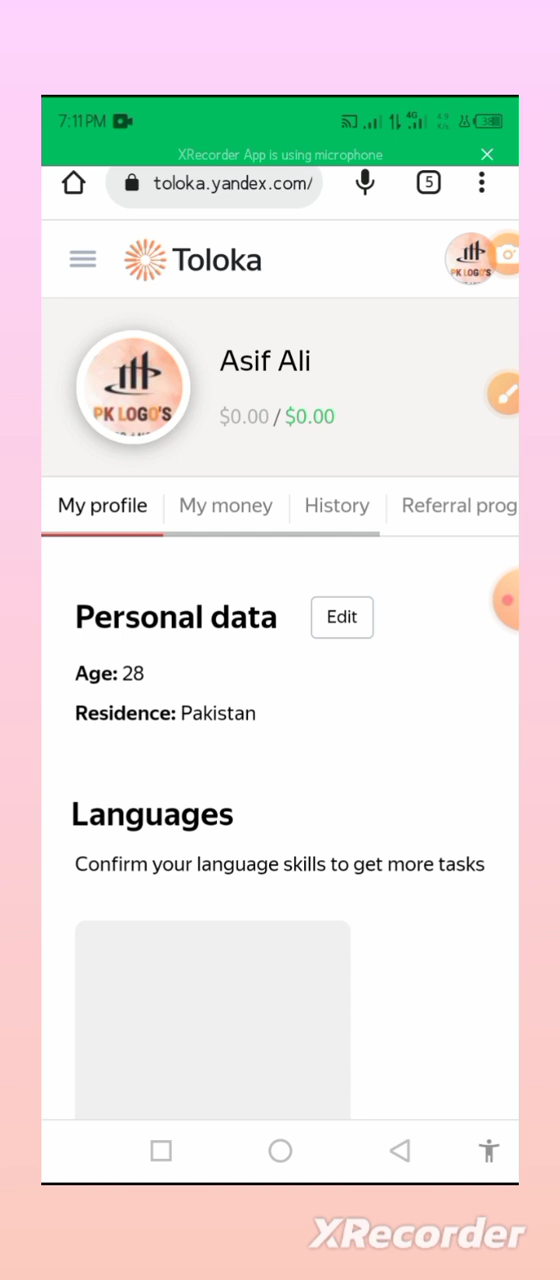 7:11 PM 4G 38
XRecorder App is using microphone
toloka.yandex.com/ 5
Toloka
PK LOGO'S
Asif Ali
PK LOGO'S
$0.00 / $0.00
My profile My money History Referral prog
Personal data Edit
Age: 28
Residence: Pakistan
Languages
Confirm your language skills to get more tasks
XRecorder